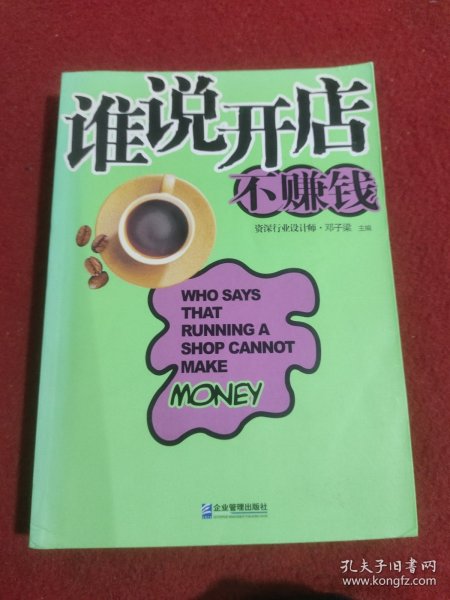 谁说开店
不赚钱
资深行业设计师·邓子梁 主编
WHO SAYS
THAT
RUNNING A
SHOP CANNOT
MAKE
MONEY
企业管理出版社
孔夫子旧书网
www.kongfz.com